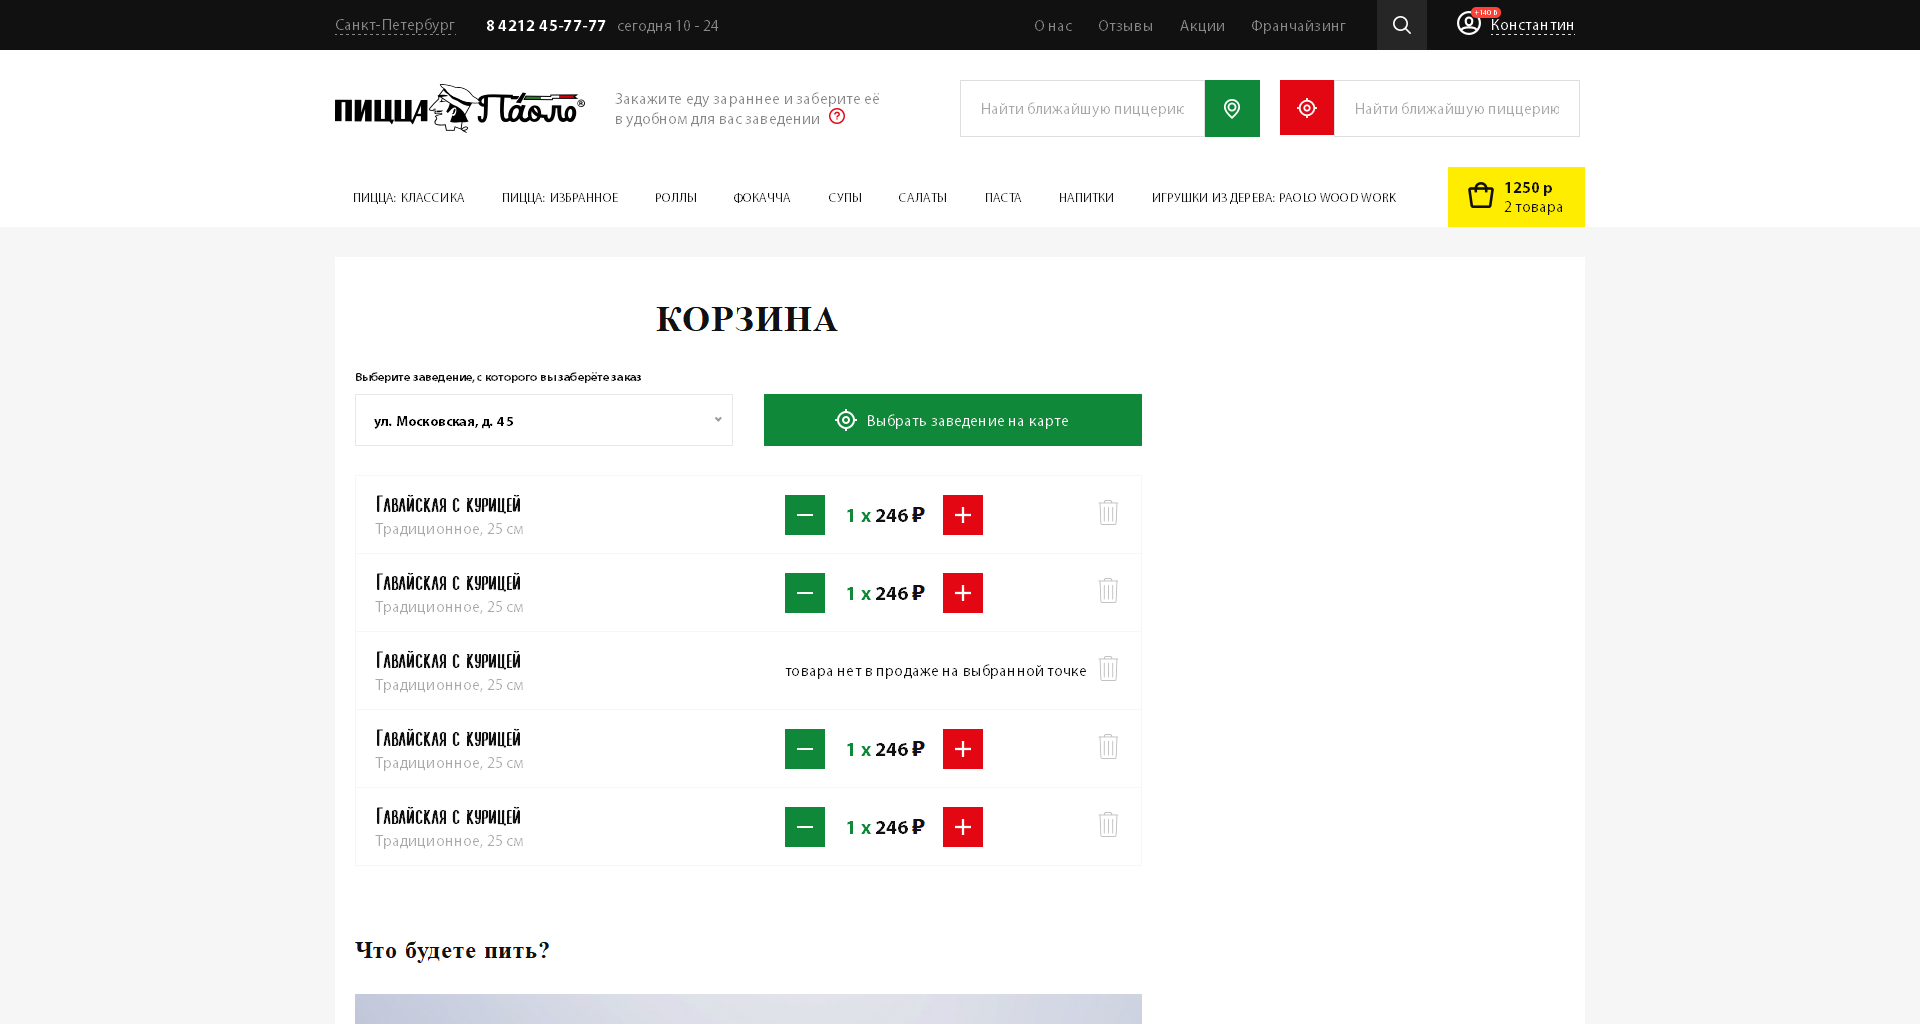 Санкт-Петербург
8 4212 45-77-77
сегодня 10 - 24
О нас
Отзывы
Акции
Франчайзинг
+140 ₽
Константин
ПИЦЦА Па́оло®
Закажите еду зараннее и заберите её
в удобном для вас заведении ?
Найти ближайшую пиццерию
Найти ближайшую пиццерию
ПИЦЦА: КЛАССИКА
ПИЦЦА: ИЗБРАННОЕ
РОЛЛЫ
ФОКАЧЧА
СУПЫ
САЛАТЫ
ПАСТА
НАПИТКИ
ИГРУШКИ ИЗ ДЕРЕВА: PAOLO WOOD WORK
1250 р
2 товара
КОРЗИНА
Выберите заведение, с которого вы заберёте заказ
ул. Московская, д. 45
Выбрать заведение на карте
Гавайская с курицей
Традиционное, 25 см
1 x 246 ₽
Гавайская с курицей
Традиционное, 25 см
1 x 246 ₽
Гавайская с курицей
Традиционное, 25 см
товара нет в продаже на выбранной точке
Гавайская с курицей
Традиционное, 25 см
1 x 246 ₽
Гавайская с курицей
Традиционное, 25 см
1 x 246 ₽
Что будете пить?